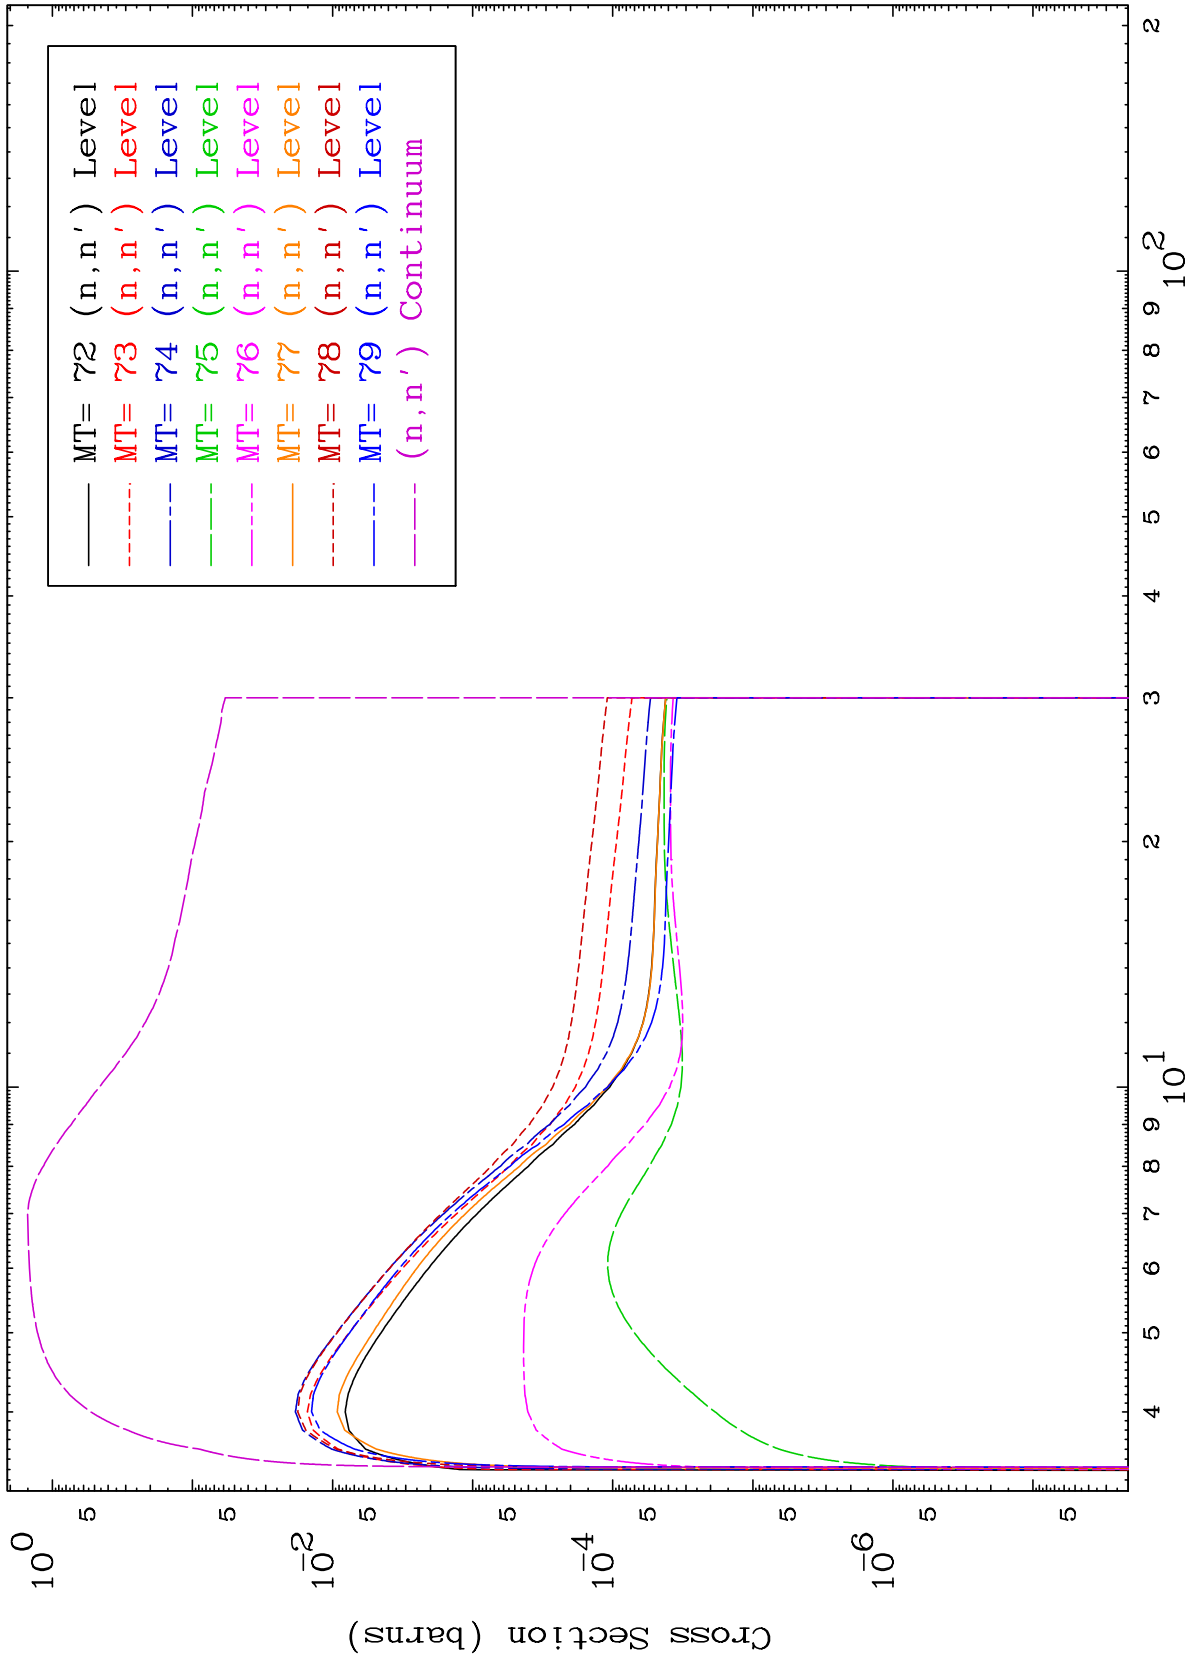 MT= 72 (n,n') Level
MT= 73 (n,n') Level
MT= 74 (n,n') Level
MT= 75 (n,n') Level
MT= 76 (n,n') Level
MT= 77 (n,n') Level
MT= 78 (n,n') Level
MT= 79 (n,n') Level
(n,n') Continuum
Cross Section (barns)
10^0
5
5
10^-2
5
5
10^-4
5
5
10^-6
5
4 5 6 7 8 9 10^1 2 3 4 5 6 7 8 9 10^2 2